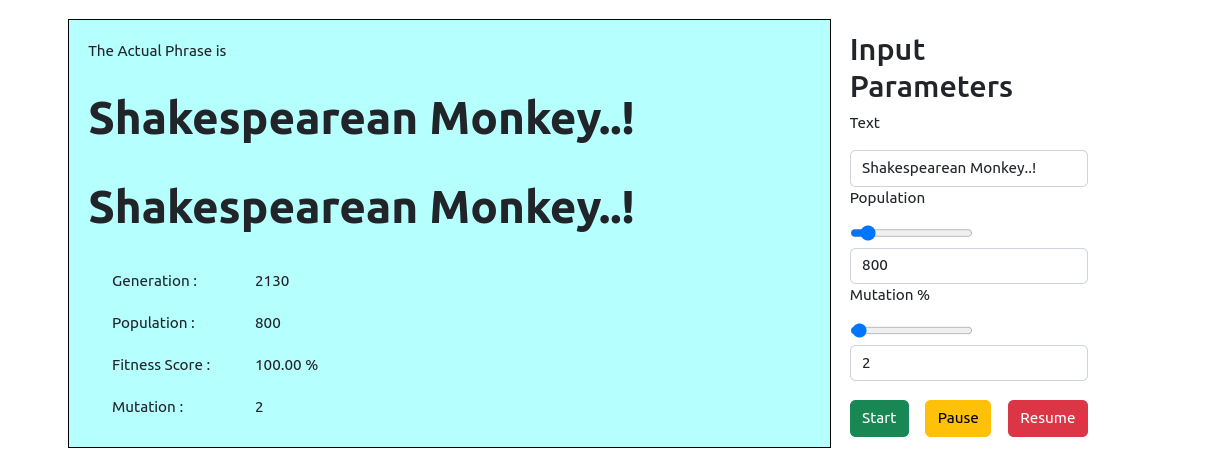 The Actual Phrase is
Shakespearean Monkey..!
Shakespearean Monkey..!
Generation : 2130
Population : 800
Fitness Score : 100.00 %
Mutation : 2
Input
Parameters
Text
Shakespearean Monkey..!
Population
800
Mutation %
2
Start Pause Resume